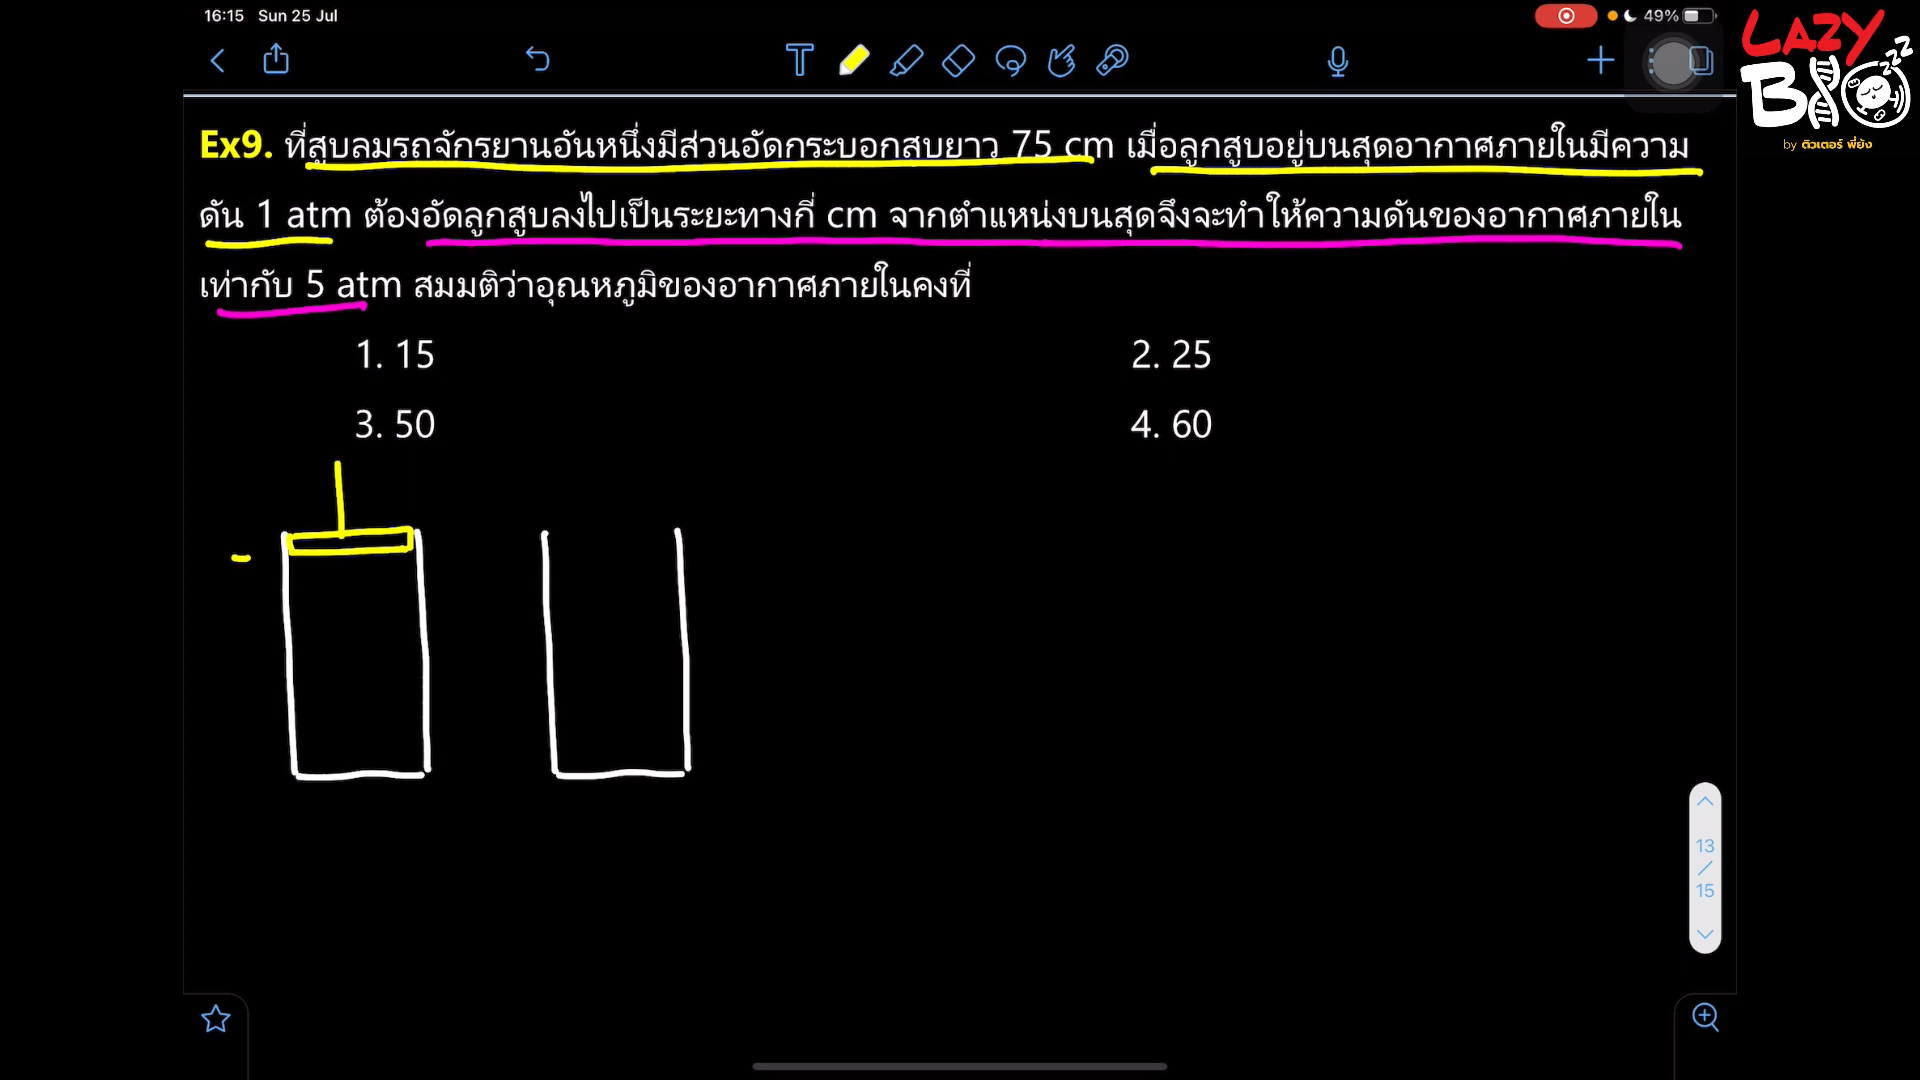 16:15 Sun 25 Jul
49%
LAZY
BIO zzz
by ติวเตอร์ พี่ยัง
Ex9. ที่สูบลมรถจักรยานอันหนึ่งมีส่วนอัดกระบอกสูบยาว 75 cm เมื่อลูกสูบอยู่บนสุดอากาศภายในมีความ
ดัน 1 atm ต้องอัดลูกสูบลงไปเป็นระยะทางกี่ cm จากตำแหน่งบนสุดจึงจะทำให้ความดันของอากาศภายใน
เท่ากับ 5 atm สมมติว่าอุณหภูมิของอากาศภายในคงที่
1. 15
2. 25
3. 50
4. 60
13
/
15